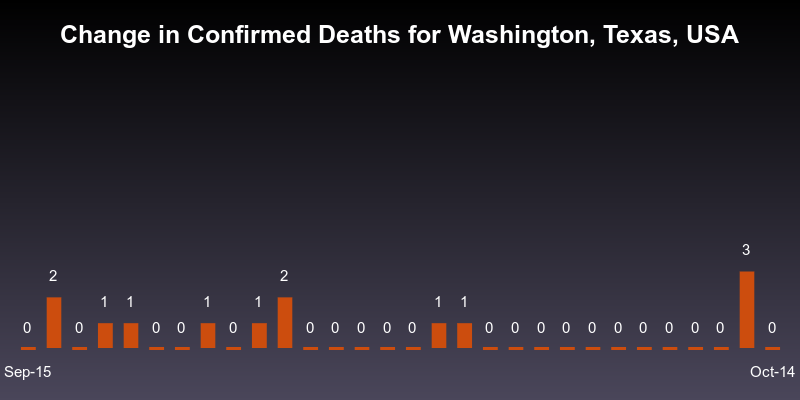 Change in Confirmed Deaths for Washington, Texas, USA
3
2 2
1 1 1 1 1 1
0 0 0 0 0 0 0 0 0 0 0 0 0 0 0 0 0 0 0 0 0
Sep-15 Oct-14